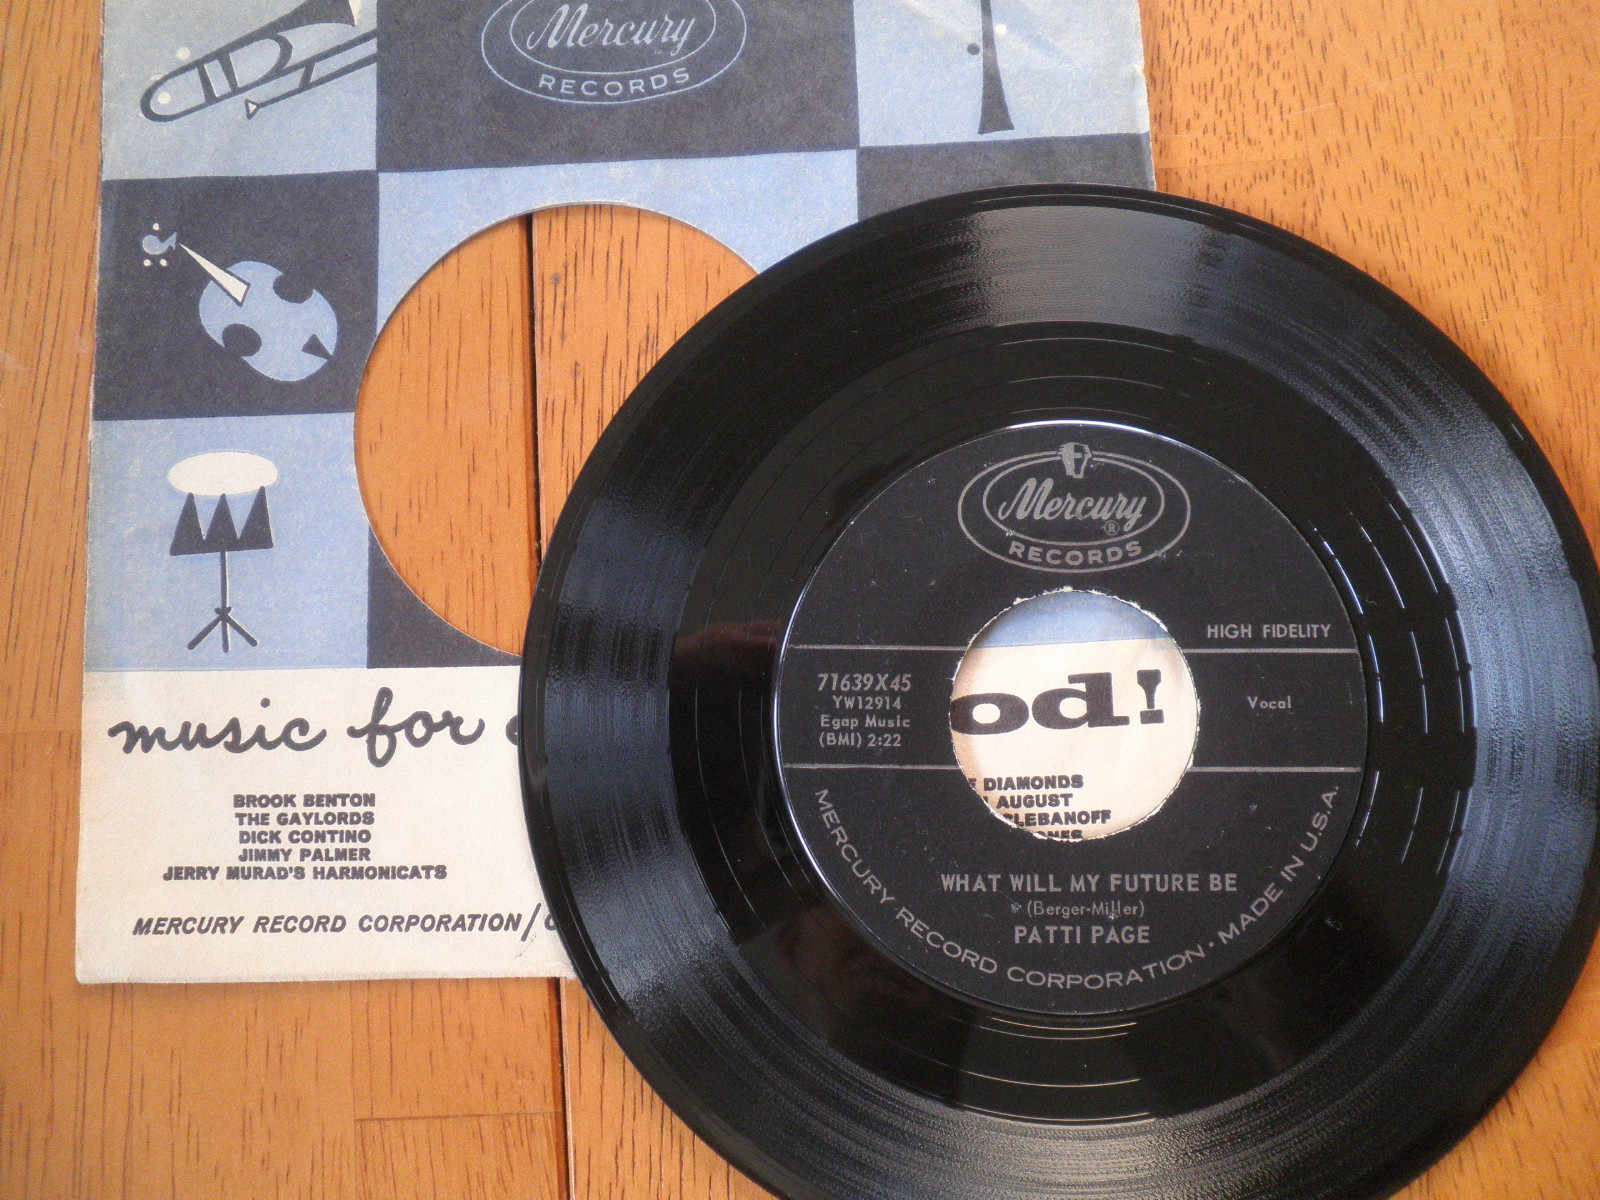 Mercury
RECORDS
music for
BROOK BENTON
THE GAYLORDS
DICK CONTINO
JIMMY PALMER
JERRY MURAD'S HARMONICATS
MERCURY RECORD CORPORATION/
Mercury
®
RECORDS
HIGH FIDELITY
71639X45
YW12914
Egap Music
(BMI) 2:22
Vocal
od!
DIAMONDS
AUGUST
CLEBANOFF
WHAT WILL MY FUTURE BE
(Berger-Miller)
PATTI PAGE
MERCURY RECORD CORPORATION • MADE IN U.S.A.